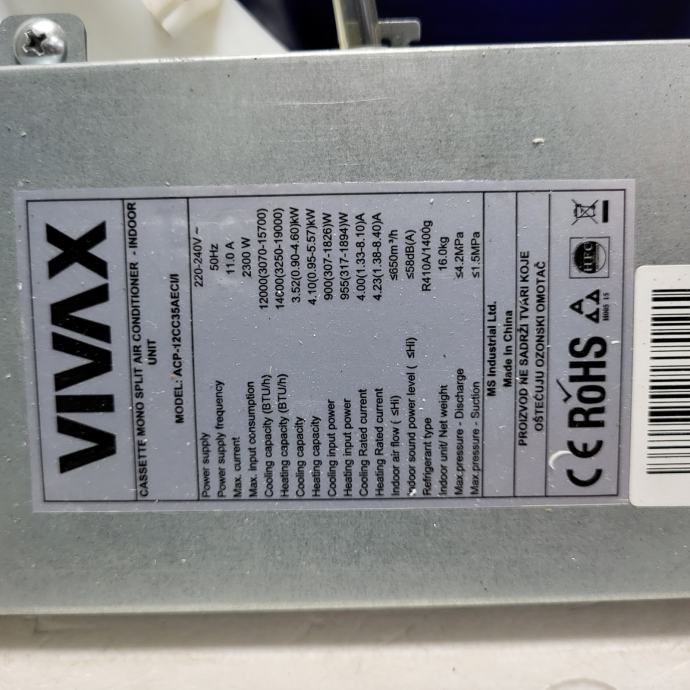 VIVAX
CASSETTE MONO SPLIT AIR CONDITIONER - INDOOR
UNIT
MODEL: ACP-12CC35AECI/I
Power supply 220-240V ~
Power supply frequency 50Hz
Max. current 11.0 A
Max. input consumption 2300 W
Cooling capacity (BTU/h) 12000(3070-15700)
Heating capacity (BTU/h) 14000(3250-19000)
Cooling capacity 3.52(0.90-4.60)kW
Heating capacity 4.10(0.95-5.57)kW
Cooling input power 900(307-1826)W
Heating input power 955(317-1894)W
Cooling Rated current 4.00(1.33-8.10)A
Heating Rated current 4.23(1.38-8.40)A
Indoor air flow ( ≤Hi) ≤650m³/h
Indoor sound power level ( ≤Hi) ≤58dB(A)
Refrigerant type R410A/1400g
Indoor unit/ Net weight 16.0kg
Max.pressure - Discharge ≤4.2MPa
Max.pressure - Suction ≤1.5MPa
MS Industrial Ltd.
Made In China
PROIZVOD NE SADRŽI TVARI KOJE
OŠTEĆUJU OZONSKI OMOTAČ
CE RoHS